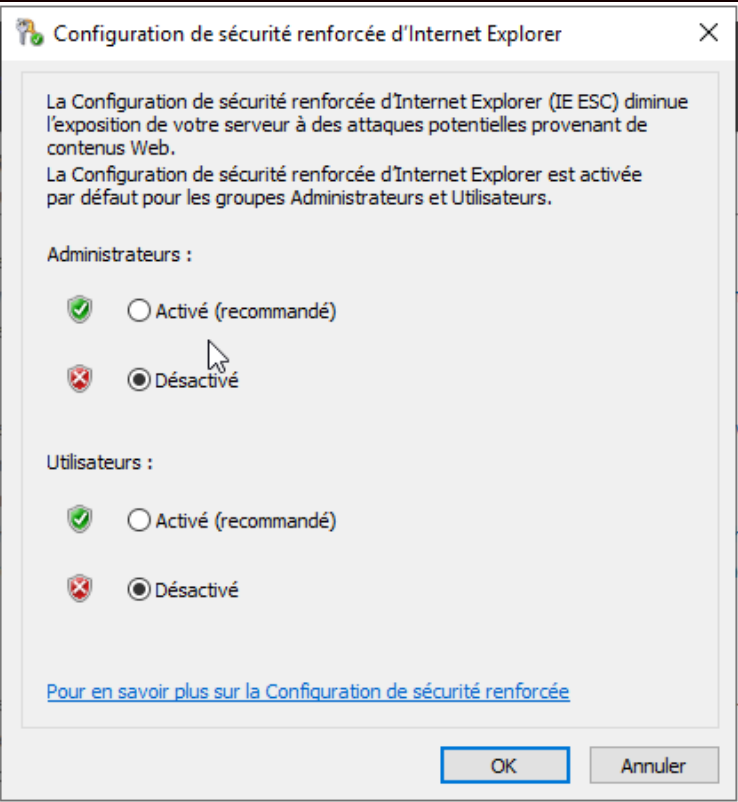 Configuration de sécurité renforcée d'Internet Explorer
La Configuration de sécurité renforcée d'Internet Explorer (IE ESC) diminue
l'exposition de votre serveur à des attaques potentielles provenant de
contenus Web.
La Configuration de sécurité renforcée d'Internet Explorer est activée
par défaut pour les groupes Administrateurs et Utilisateurs.
Administrateurs :
Activé (recommandé)
Désactivé
Utilisateurs :
Activé (recommandé)
Désactivé
Pour en savoir plus sur la Configuration de sécurité renforcée
OK Annuler